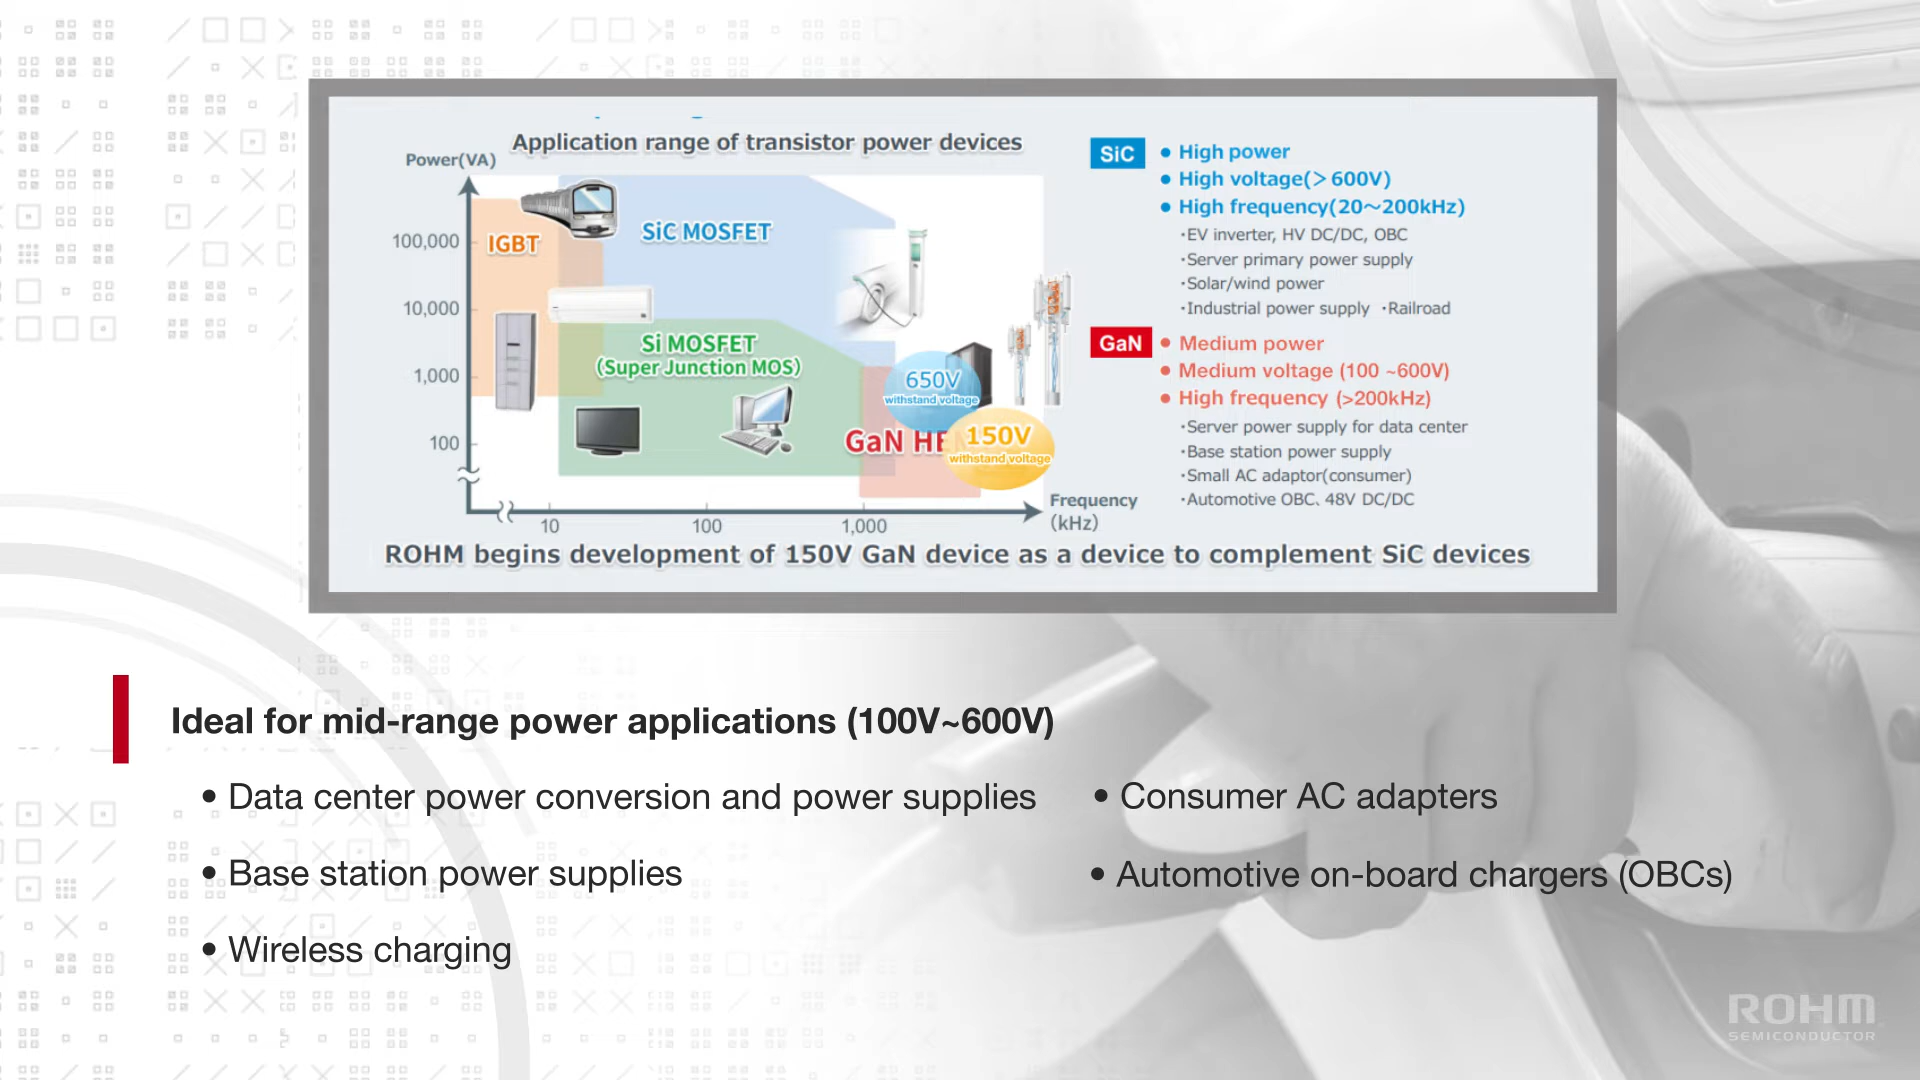 Application range of transistor power devices
Power(VA)
100,000
10,000
1,000
100
IGBT
SiC MOSFET
Si MOSFET
(Super Junction MOS)
650V
withstand voltage
GaN HE
150V
withstand voltage
10
100
1,000
Frequency
(kHz)
SiC
● High power
● High voltage(＞600V)
● High frequency(20～200kHz)
・EV inverter, HV DC/DC, OBC
・Server primary power supply
・Solar/wind power
・Industrial power supply ・Railroad
GaN
● Medium power
● Medium voltage (100 ~600V)
● High frequency (>200kHz)
・Server power supply for data center
・Base station power supply
・Small AC adaptor(consumer)
・Automotive OBC、48V DC/DC
ROHM begins development of 150V GaN device as a device to complement SiC devices
Ideal for mid-range power applications (100V~600V)
• Data center power conversion and power supplies
• Base station power supplies
• Wireless charging
• Consumer AC adapters
• Automotive on-board chargers (OBCs)
ROHM
SEMICONDUCTOR